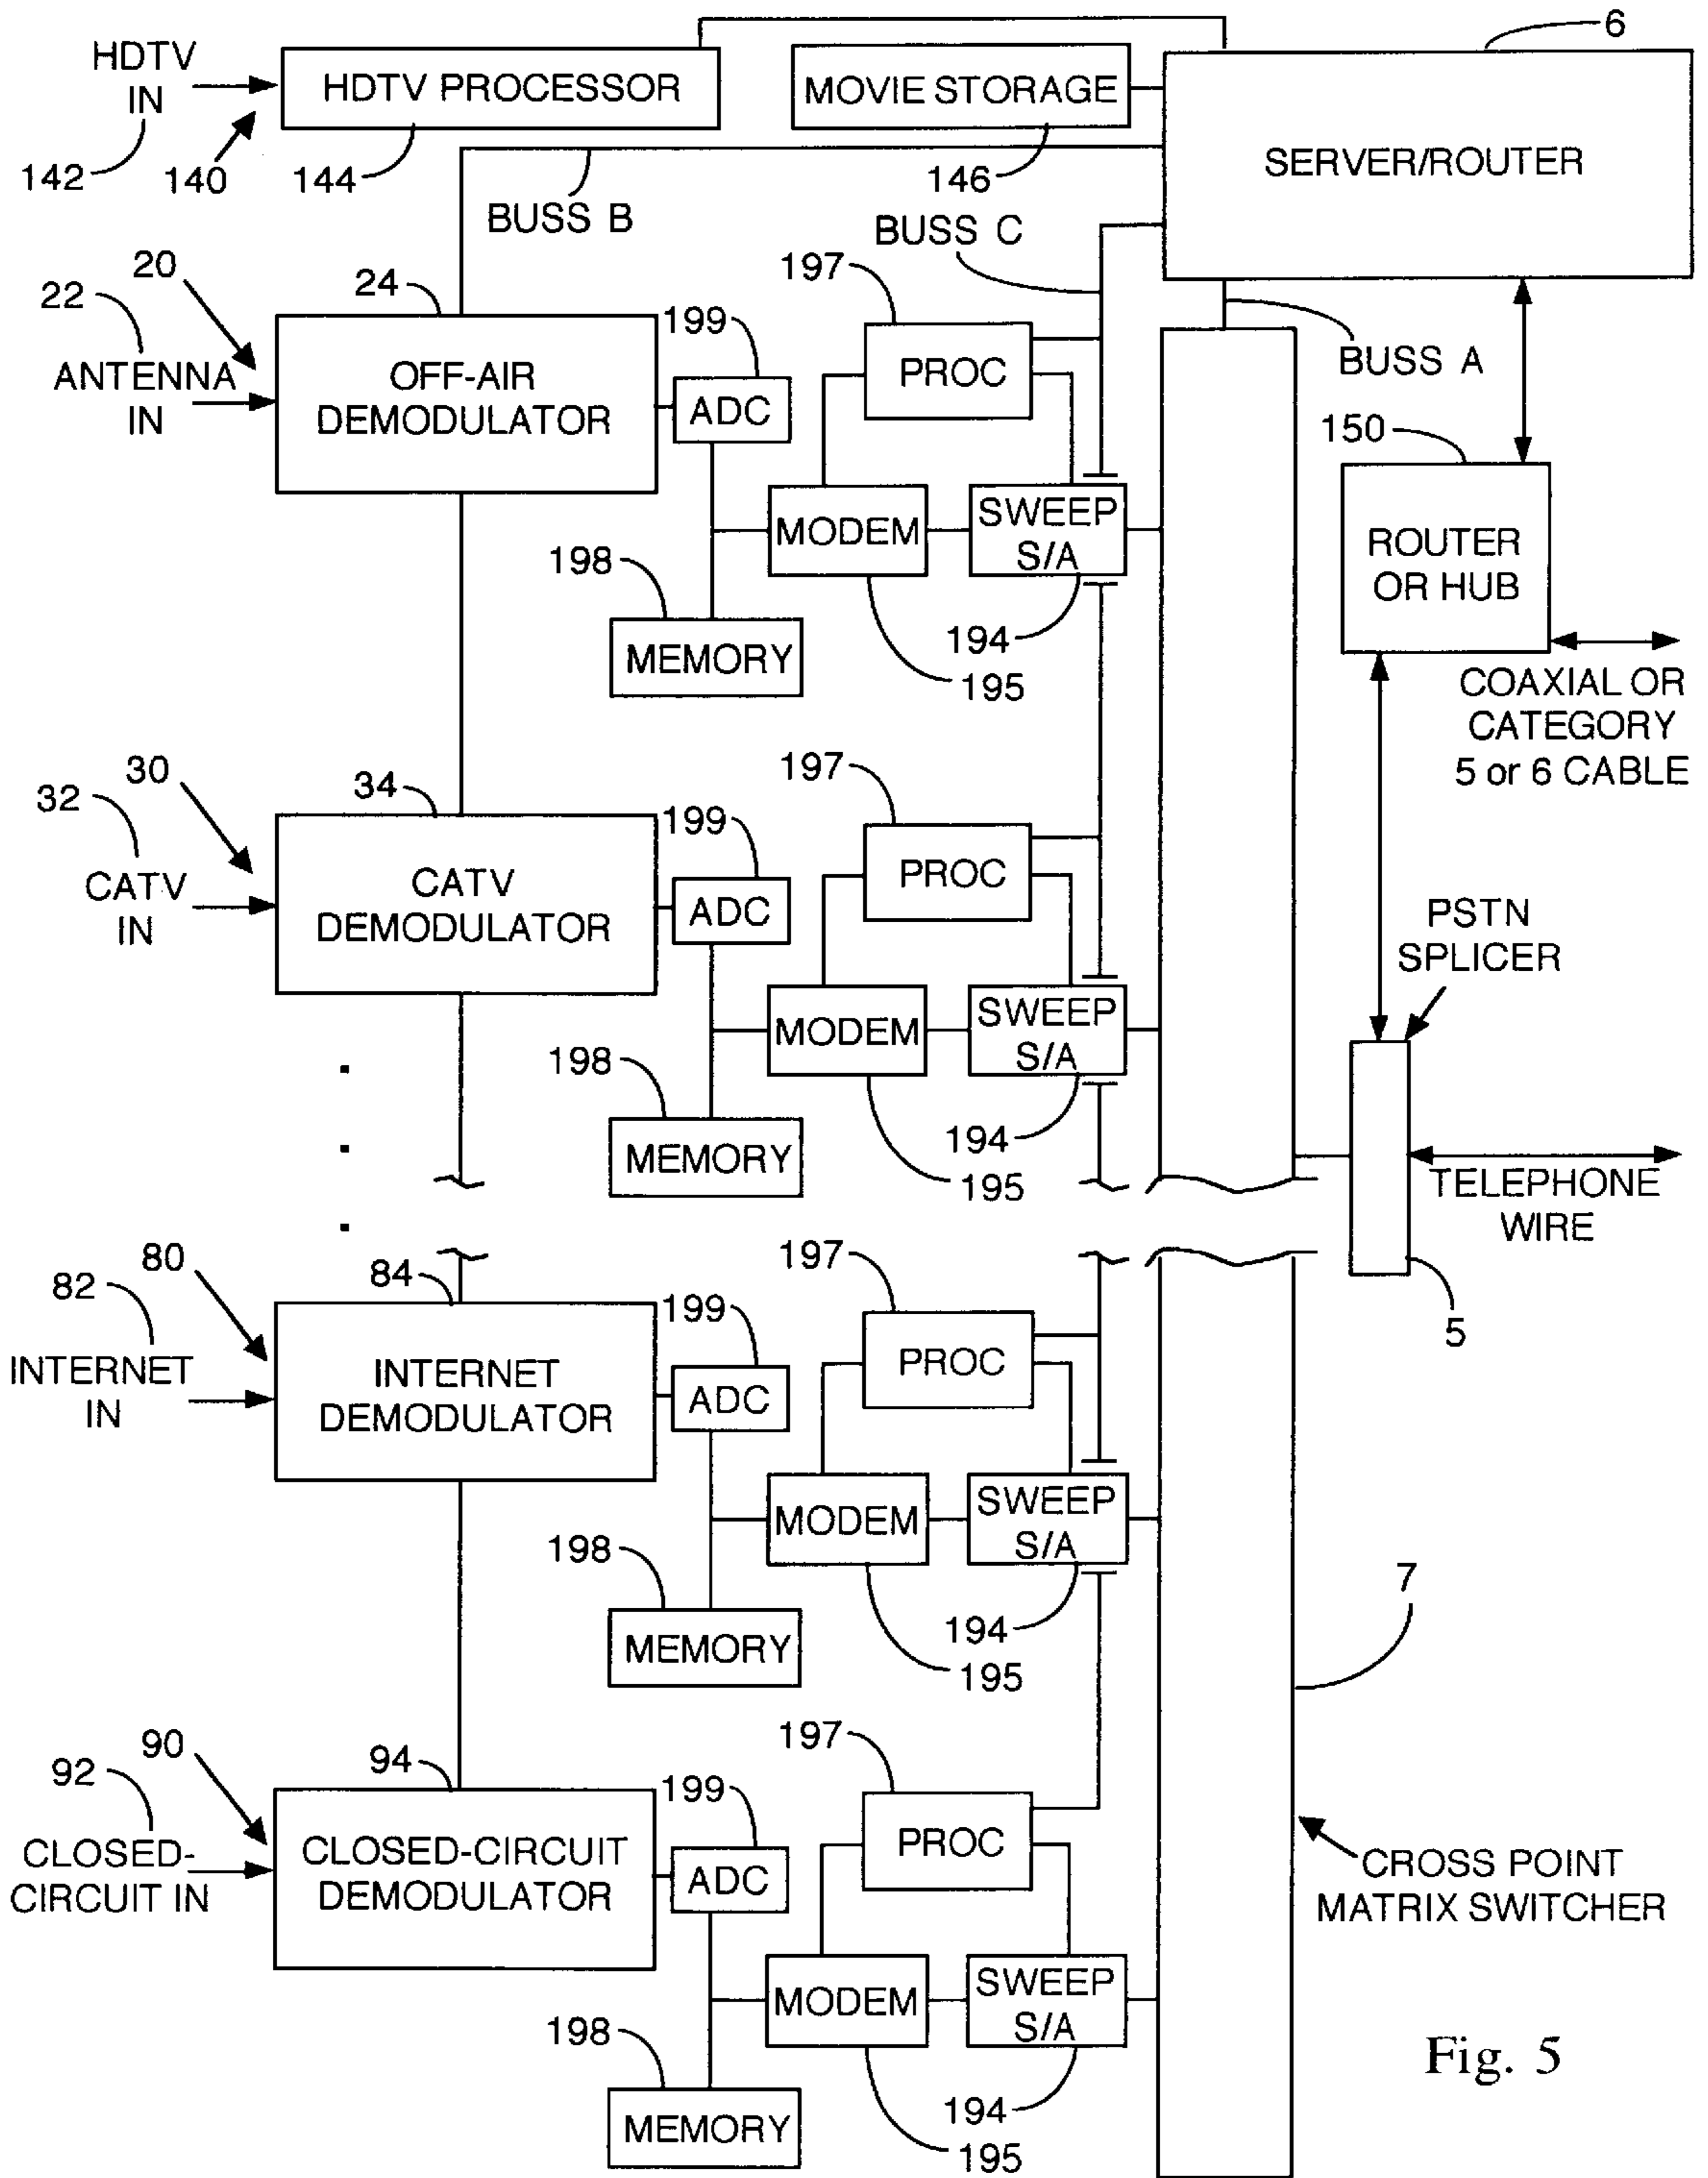 6
HDTV
IN
HDTV PROCESSOR
MOVIE STORAGE
SERVER/ROUTER
142
140
144
146
BUSS B
BUSS C
20
22
24
199
197
ANTENNA
IN
OFF-AIR
DEMODULATOR
ADC
PROC
BUSS A
150
MODEM
SWEEP
S/A
ROUTER
OR HUB
198
MEMORY
194
195
COAXIAL OR
CATEGORY
5 or 6 CABLE
30
32
34
199
197
CATV
IN
CATV
DEMODULATOR
ADC
PROC
PSTN
SPLICER
MODEM
SWEEP
S/A
198
MEMORY
194
195
TELEPHONE
WIRE
5
80
82
84
199
197
INTERNET
IN
INTERNET
DEMODULATOR
ADC
PROC
MODEM
SWEEP
S/A
198
MEMORY
194
195
7
90
92
94
199
197
CLOSED-
CIRCUIT IN
CLOSED-CIRCUIT
DEMODULATOR
ADC
PROC
CROSS POINT
MATRIX SWITCHER
MODEM
SWEEP
S/A
198
MEMORY
194
195
Fig. 5